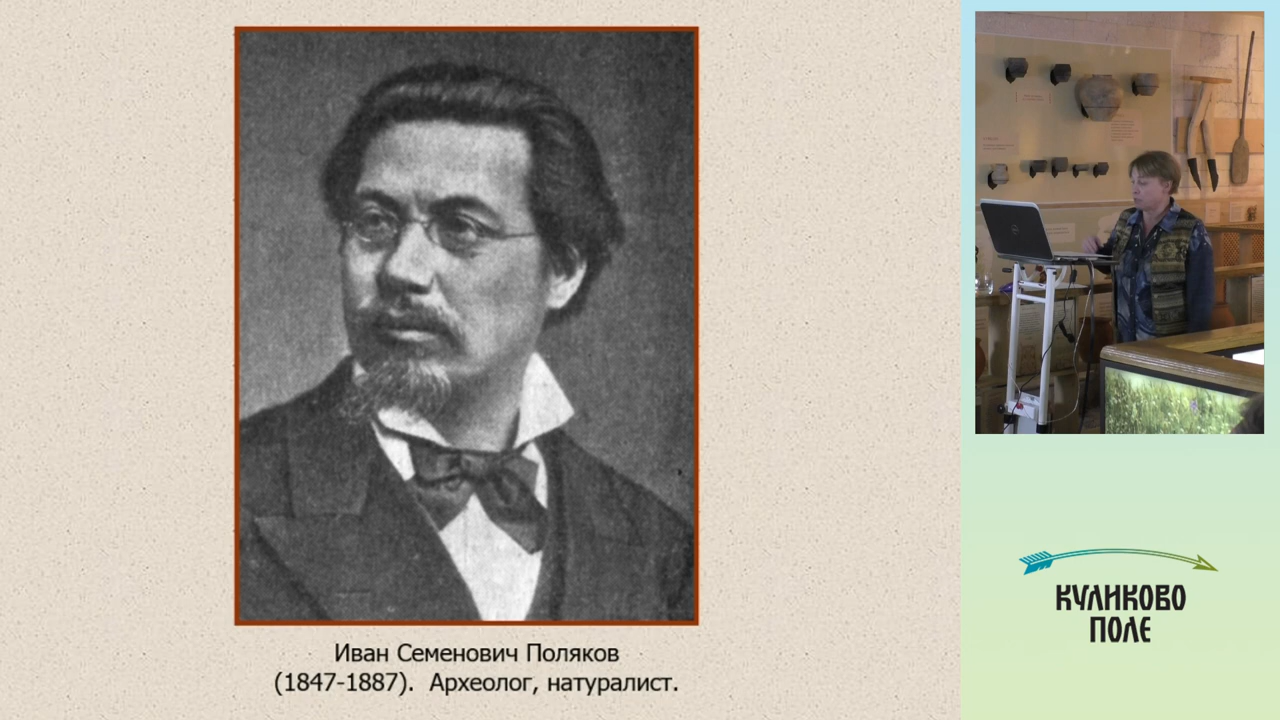 Иван Семенович Поляков
(1847-1887).  Археолог, натуралист.
КУЛИКОВО
ПОЛЕ